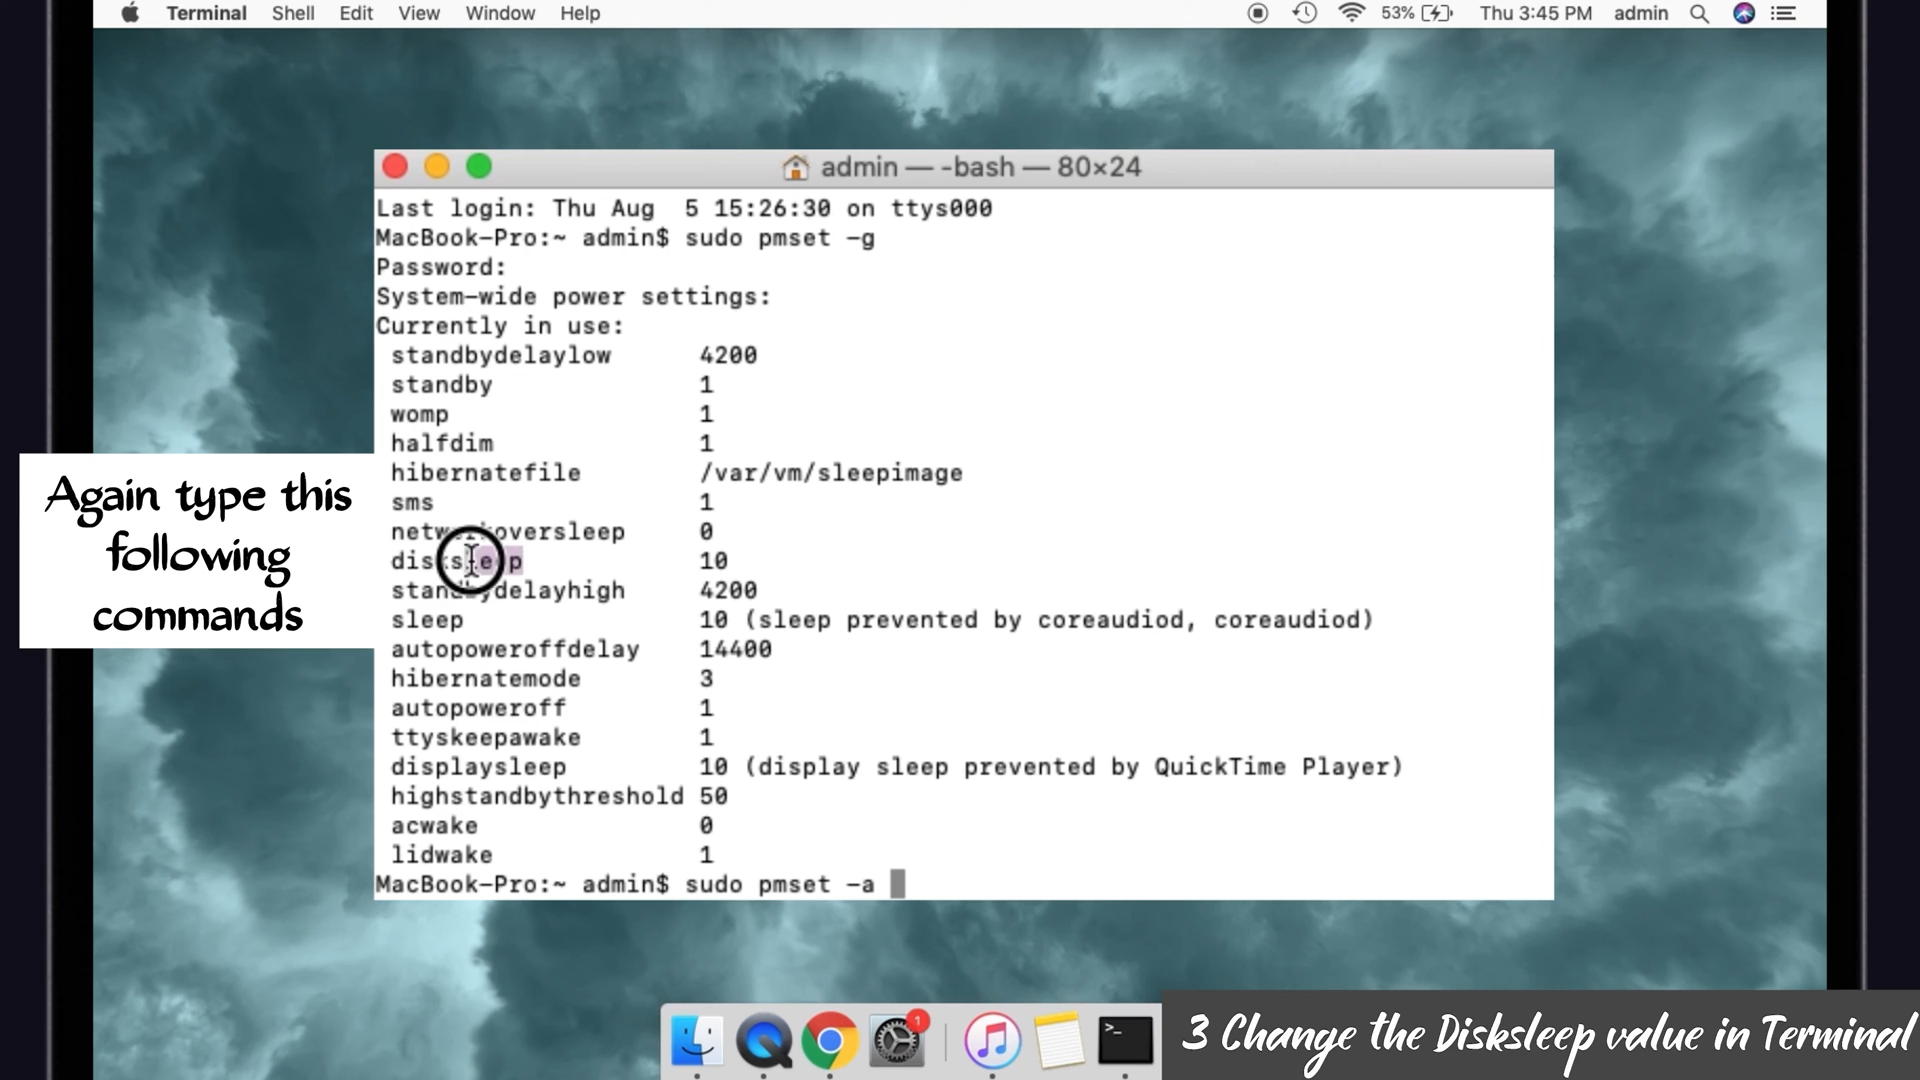 Terminal Shell Edit View Window Help 53% Thu 3:45 PM admin
admin — -bash — 80×24
Last login: Thu Aug  5 15:26:30 on ttys000
MacBook-Pro:~ admin$ sudo pmset -g
Password:
System-wide power settings:
Currently in use:
standbydelaylow 4200
standby 1
womp 1
halfdim 1
hibernatefile /var/vm/sleepimage
sms 1
networkoversleep 0
disksleep 10
standbydelayhigh 4200
sleep 10 (sleep prevented by coreaudiod, coreaudiod)
autopoweroffdelay 14400
hibernatemode 3
autopoweroff 1
ttyskeepawake 1
displaysleep 10 (display sleep prevented by QuickTime Player)
highstandbythreshold 50
acwake 0
lidwake 1
MacBook-Pro:~ admin$ sudo pmset -a
Again type this
following
commands
1
>_
3 Change the Disksleep value in Terminal